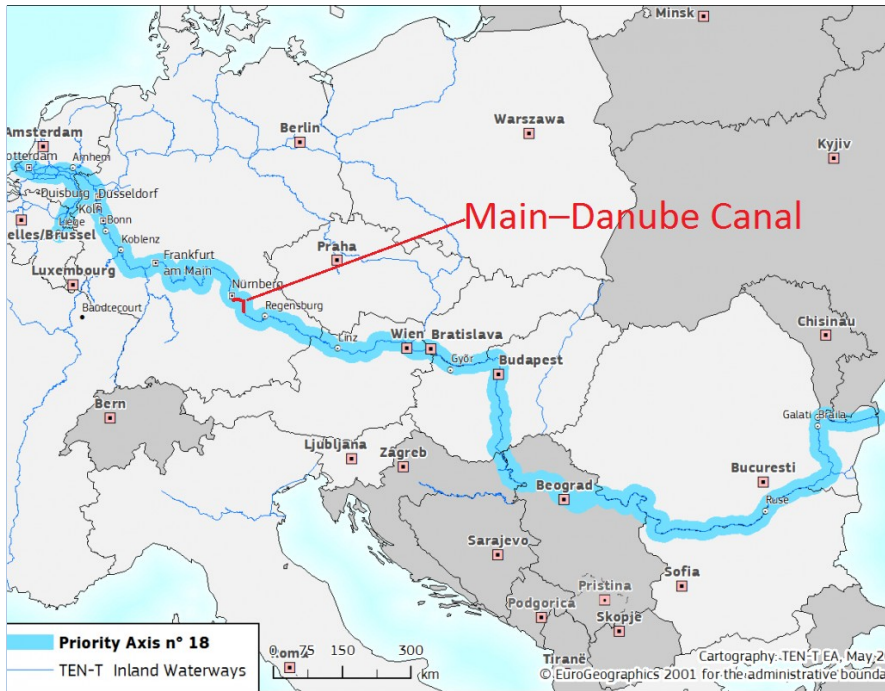 Minsk
Amsterdam
Berlin
Warszawa
otterdam
Arnhem
Kyjiv
Duisburg
Düsseldorf
Köln
Liège
Bonn
elles/Brussel
Main–Danube Canal
Koblenz
Praha
Frankfurt
am Main
Luxembourg
Nürnberg
Baudrecourt
Regensburg
Chisinau
Linz
Wien
Bratislava
Győr
Budapest
Bern
Galati
Braila
Ljubljana
Zagreb
Bucuresti
Beograd
Ruse
Sarajevo
Sofia
Pristina
Podgorica
Skopje
Tiranë
Priority Axis n° 18
TEN-T Inland Waterways
Roma
0 75 150 300
km
Cartography: TEN-T EA, May 2
© EuroGeographics 2001 for the administrative bounda